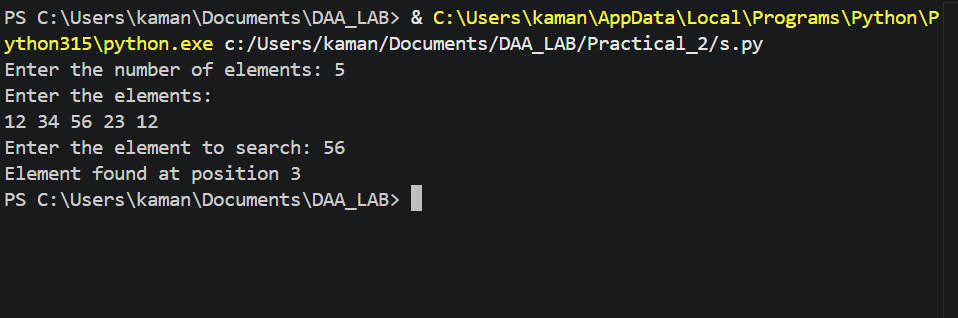 PS C:\Users\kaman\Documents\DAA_LAB> & C:\Users\kaman\AppData\Local\Programs\Python\P
ython315\python.exe c:/Users/kaman/Documents/DAA_LAB/Practical_2/s.py
Enter the number of elements: 5
Enter the elements:
12 34 56 23 12
Enter the element to search: 56
Element found at position 3
PS C:\Users\kaman\Documents\DAA_LAB>